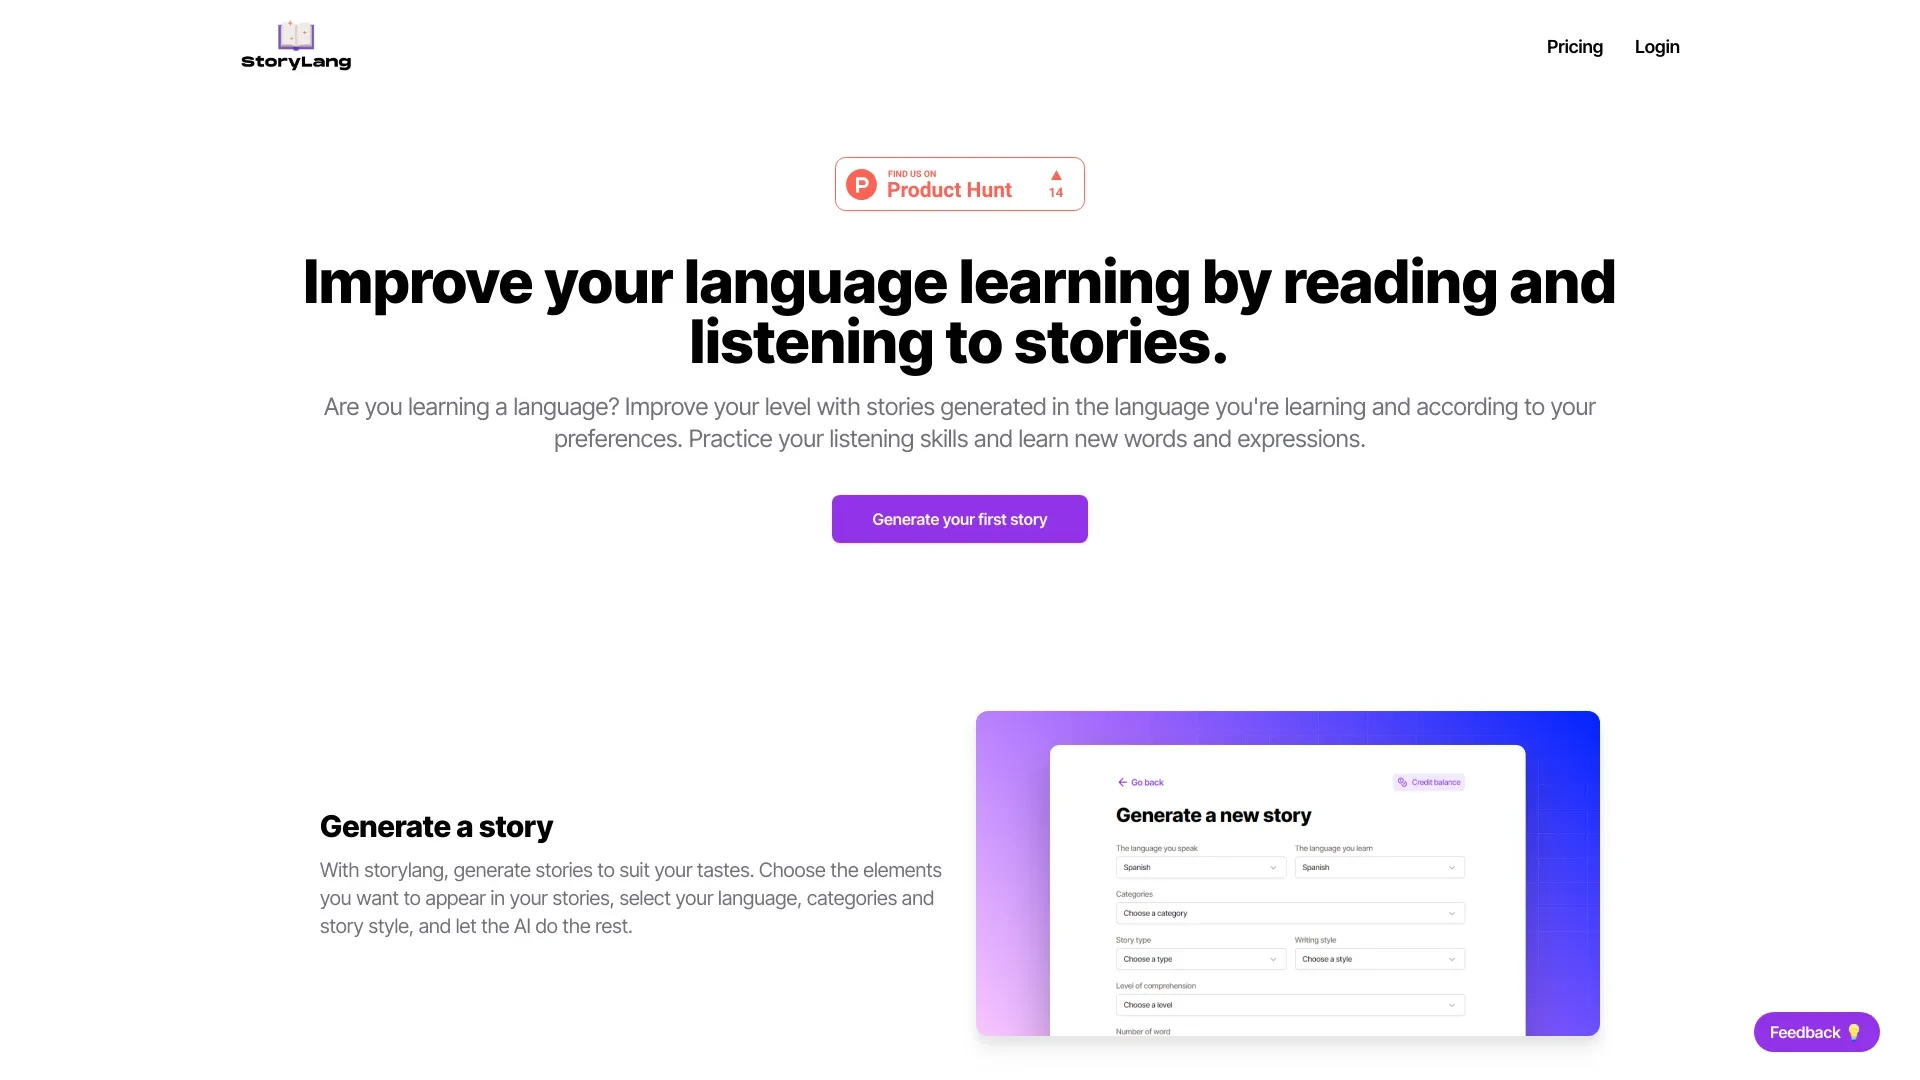 StoryLang
Pricing
Login
FIND US ON
Product Hunt
14
Improve your language learning by reading and
listening to stories.
Are you learning a language? Improve your level with stories generated in the language you're learning and according to your
preferences. Practice your listening skills and learn new words and expressions.
Generate your first story
Generate a story
With storylang, generate stories to suit your tastes. Choose the elements
you want to appear in your stories, select your language, categories and
story style, and let the AI do the rest.
Go back
Credit balance
Generate a new story
The language you speak
The language you learn
Spanish
Spanish
Categories
Choose a category
Story type
Writing style
Choose a type
Choose a style
Level of comprehension
Choose a level
Number of word
Feedback 💡